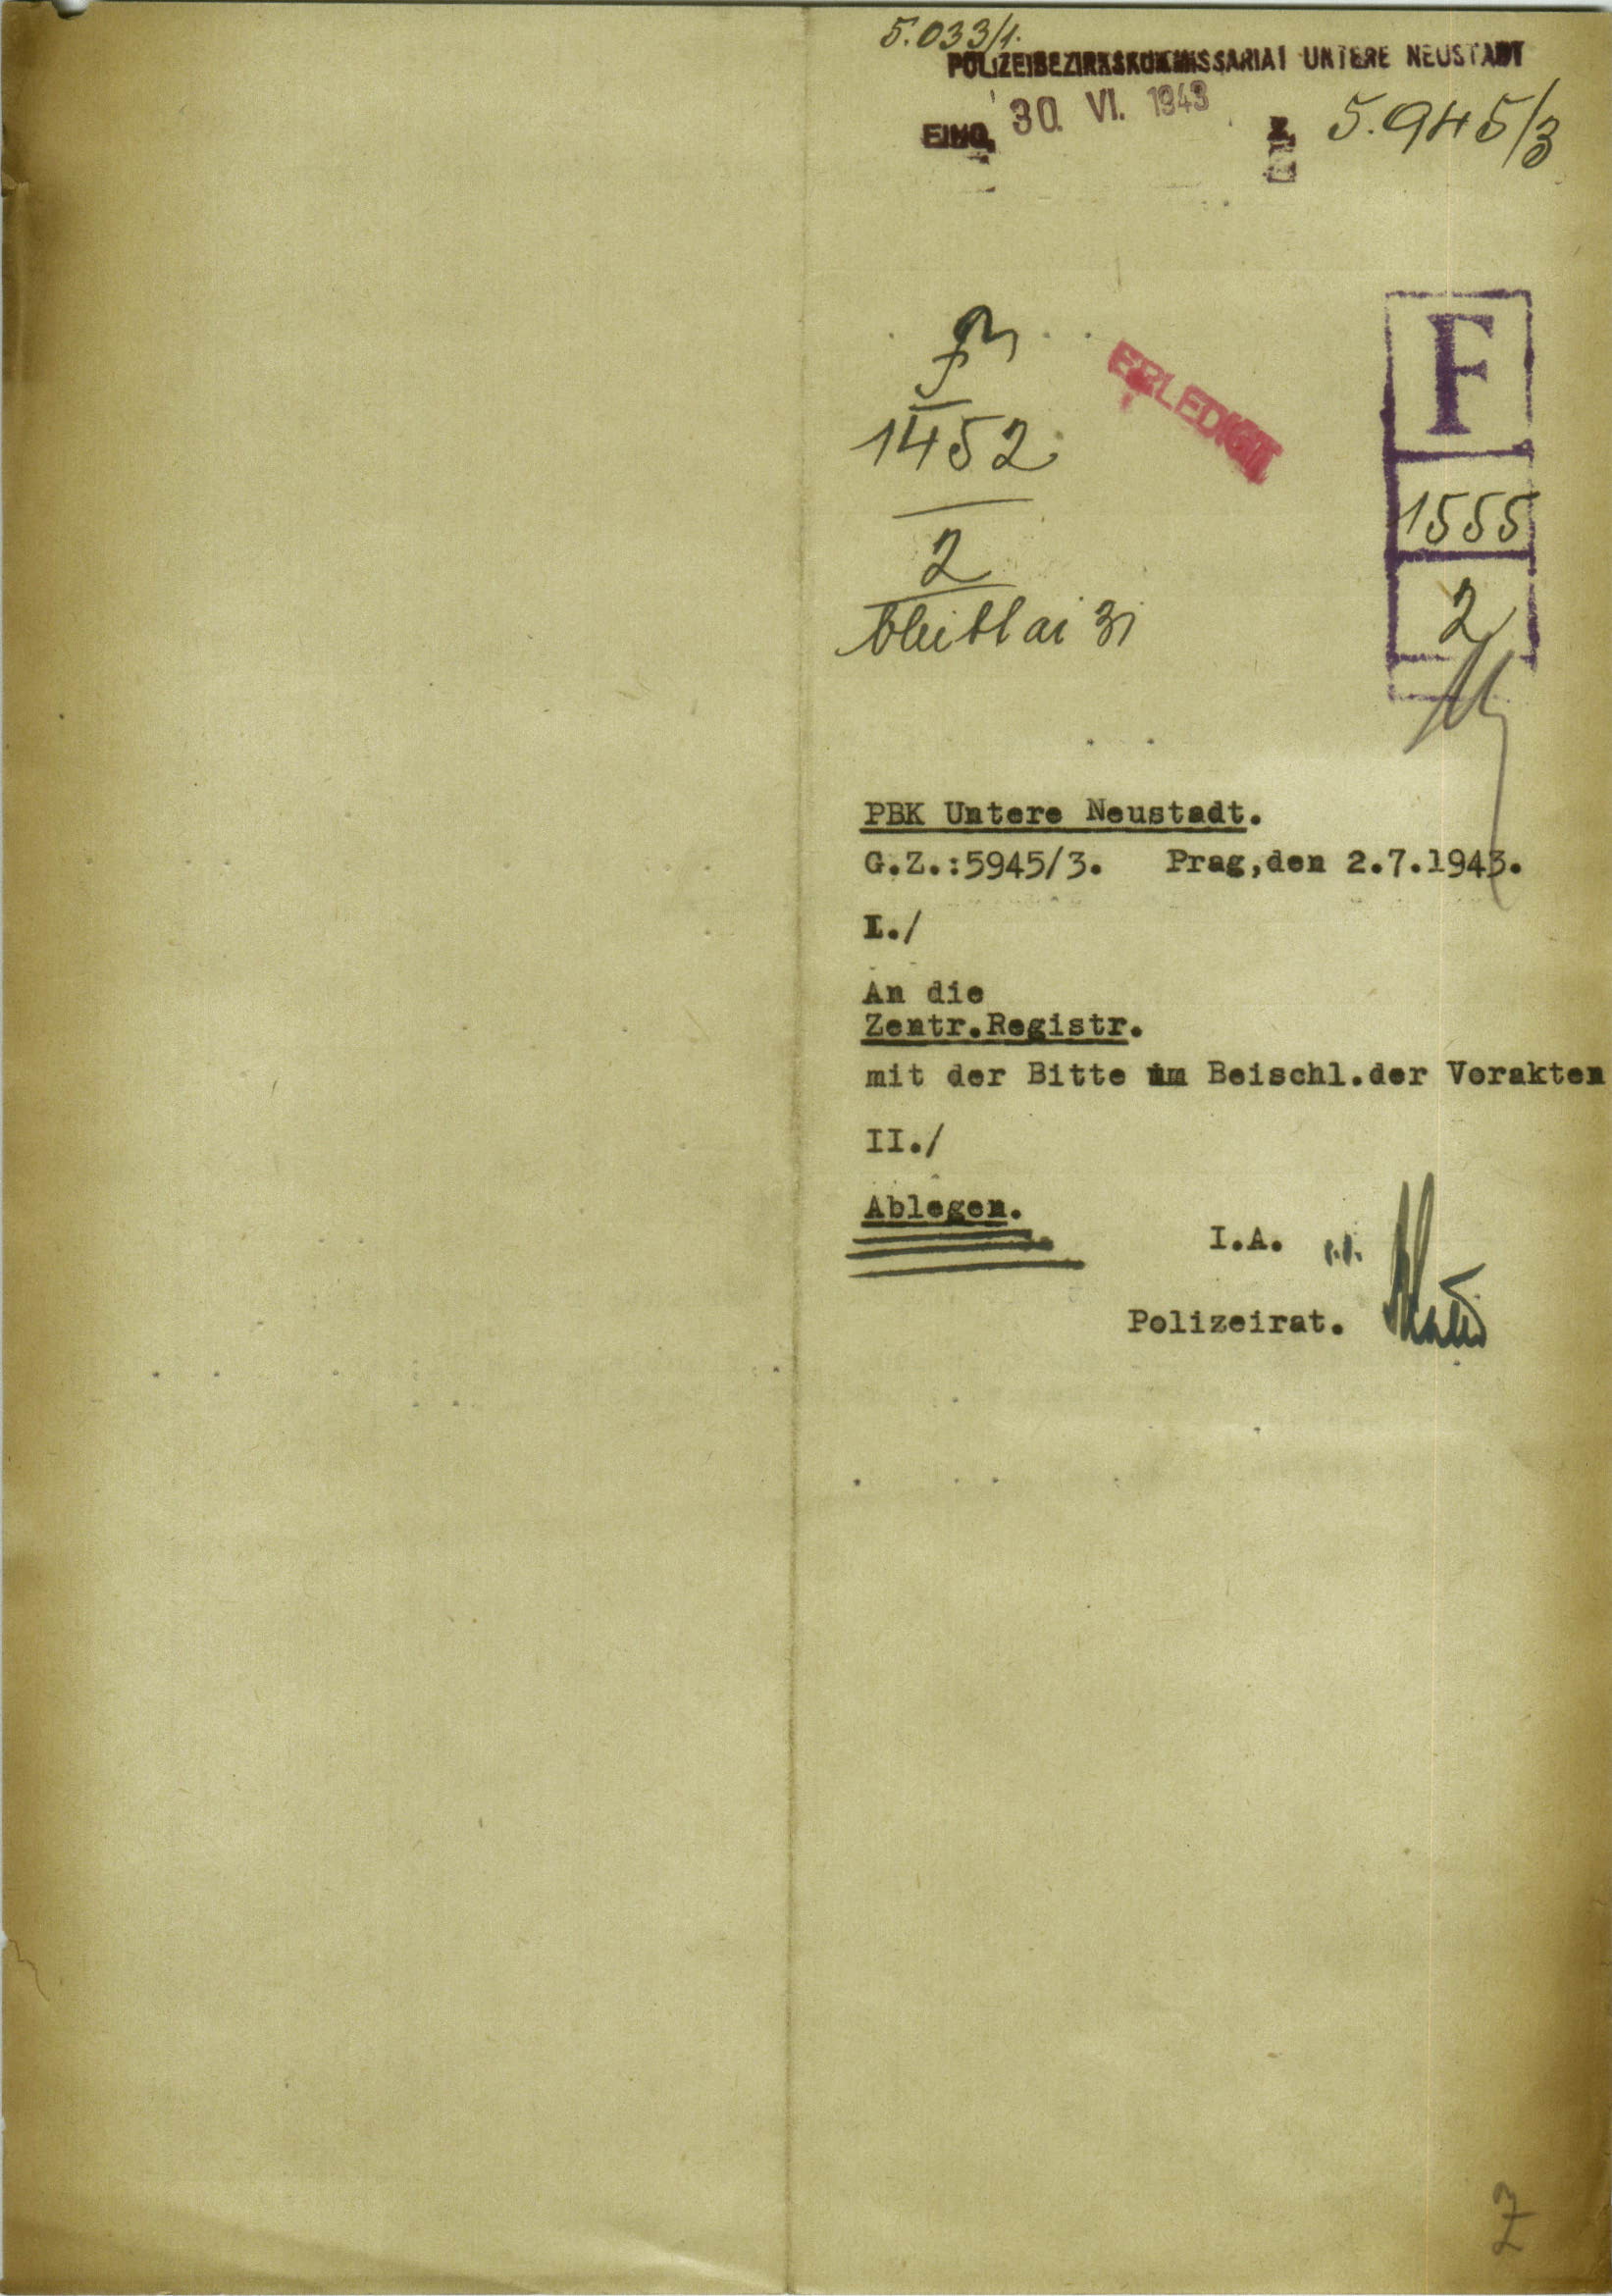 5.033/1.
POLIZEIBEZIRKSKOMMISSARIAT UNTERE NEUSTADT
EING. 30. VI. 1943 Z. 5.945/3
1452
2
bleibt ai
ERLEDIGT
F
1555
2
PBK Untere Neustadt.
G.Z.:5945/3. Prag,den 2.7.1943.
I./
An die
Zentr.Registr.
mit der Bitte um Beischl.der Vorakten
II./
Ablegen.
I.A.
Polizeirat.